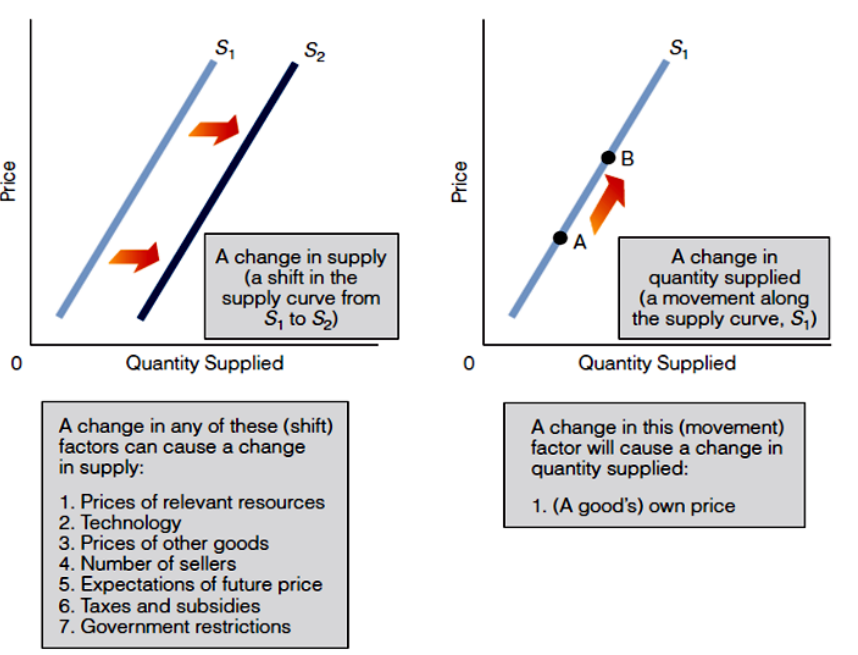 S1
S2
Price
A change in supply
(a shift in the
supply curve from
S1 to S2)
0
Quantity Supplied
A change in any of these (shift)
factors can cause a change
in supply:
1. Prices of relevant resources
2. Technology
3. Prices of other goods
4. Number of sellers
5. Expectations of future price
6. Taxes and subsidies
7. Government restrictions
S1
Price
B
A
A change in
quantity supplied
(a movement along
the supply curve, S1)
0
Quantity Supplied
A change in this (movement)
factor will cause a change in
quantity supplied:
1. (A good's) own price